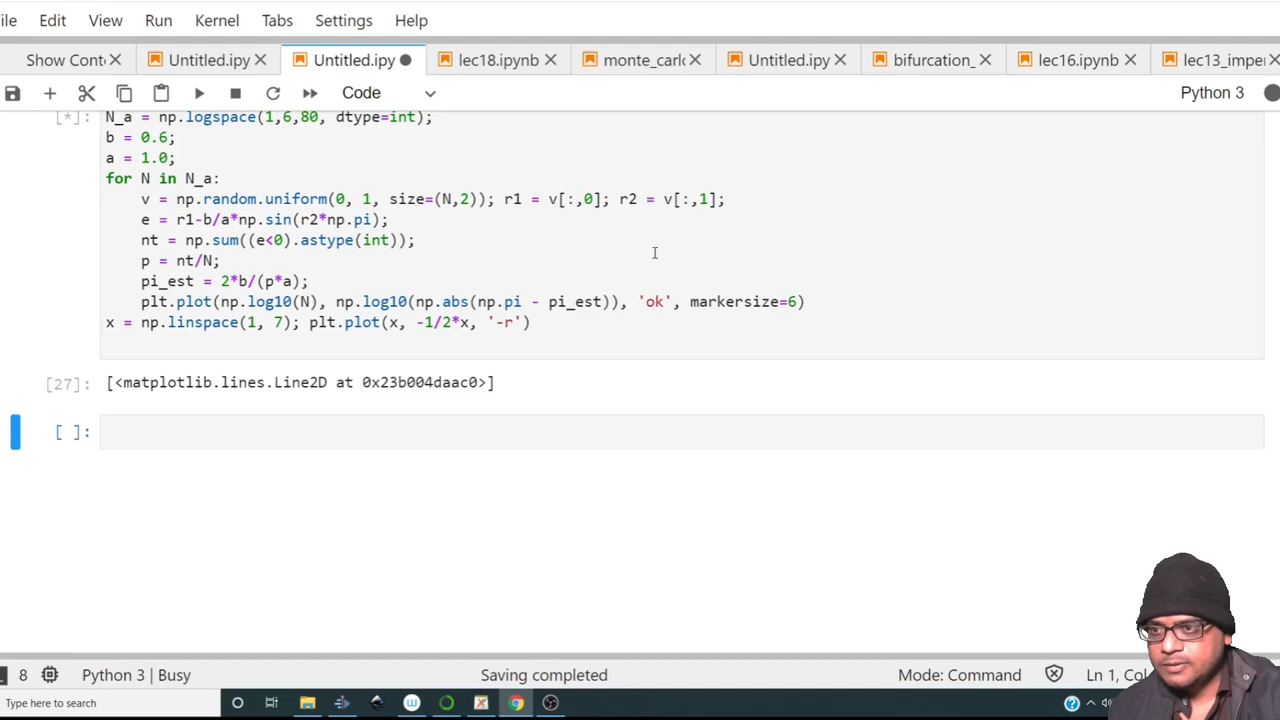 ile Edit View Run Kernel Tabs Settings Help
Show Cont Untitled.ipy Untitled.ipy lec18.ipynb monte_carlo Untitled.ipy bifurcation_ lec16.ipynb lec13_impe
Code Python 3
[*]: N_a = np.logspace(1,6,80, dtype=int);
b = 0.6;
a = 1.0;
for N in N_a:
v = np.random.uniform(0, 1, size=(N,2)); r1 = v[:,0]; r2 = v[:,1];
e = r1-b/a*np.sin(r2*np.pi);
nt = np.sum((e<0).astype(int));
p = nt/N;
pi_est = 2*b/(p*a);
plt.plot(np.log10(N), np.log10(np.abs(np.pi - pi_est)), 'ok', markersize=6)
x = np.linspace(1, 7); plt.plot(x, -1/2*x, '-r')
[27]: [<matplotlib.lines.Line2D at 0x23b004daac0>]
[ ]:
8 Python 3 | Busy Saving completed Mode: Command Ln 1, Col
Type here to search